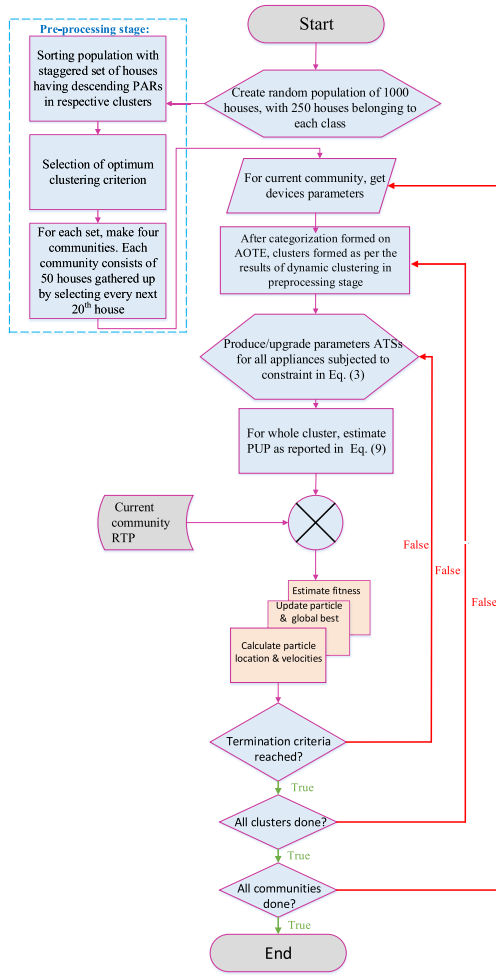 Start
Pre-processing stage:
Sorting population with
staggered set of houses
having descending PARs
in respective clusters
Create random population of 1000
houses, with 250 houses belonging to
each class
Selection of optimum
clustering criterion
For each set, make four
communities. Each
community consists of
50 houses gathered up
by selecting every next
20th house
For current community, get
devices parameters
After categorization formed on
AOTE, clusters formed as per the
results of dynamic clustering in
preprocessing stage
Produce/upgrade parameters ATSs
for all appliances subjected to
constraint in Eq. (3)
For whole cluster, estimate
PUP as reported in Eq. (9)
Current
community
RTP
False
False
False
Estimate fitness
Update particle
& global best
Calculate particle
location & velocities
Termination criteria
reached?
True
All clusters done?
True
All communities
done?
True
End